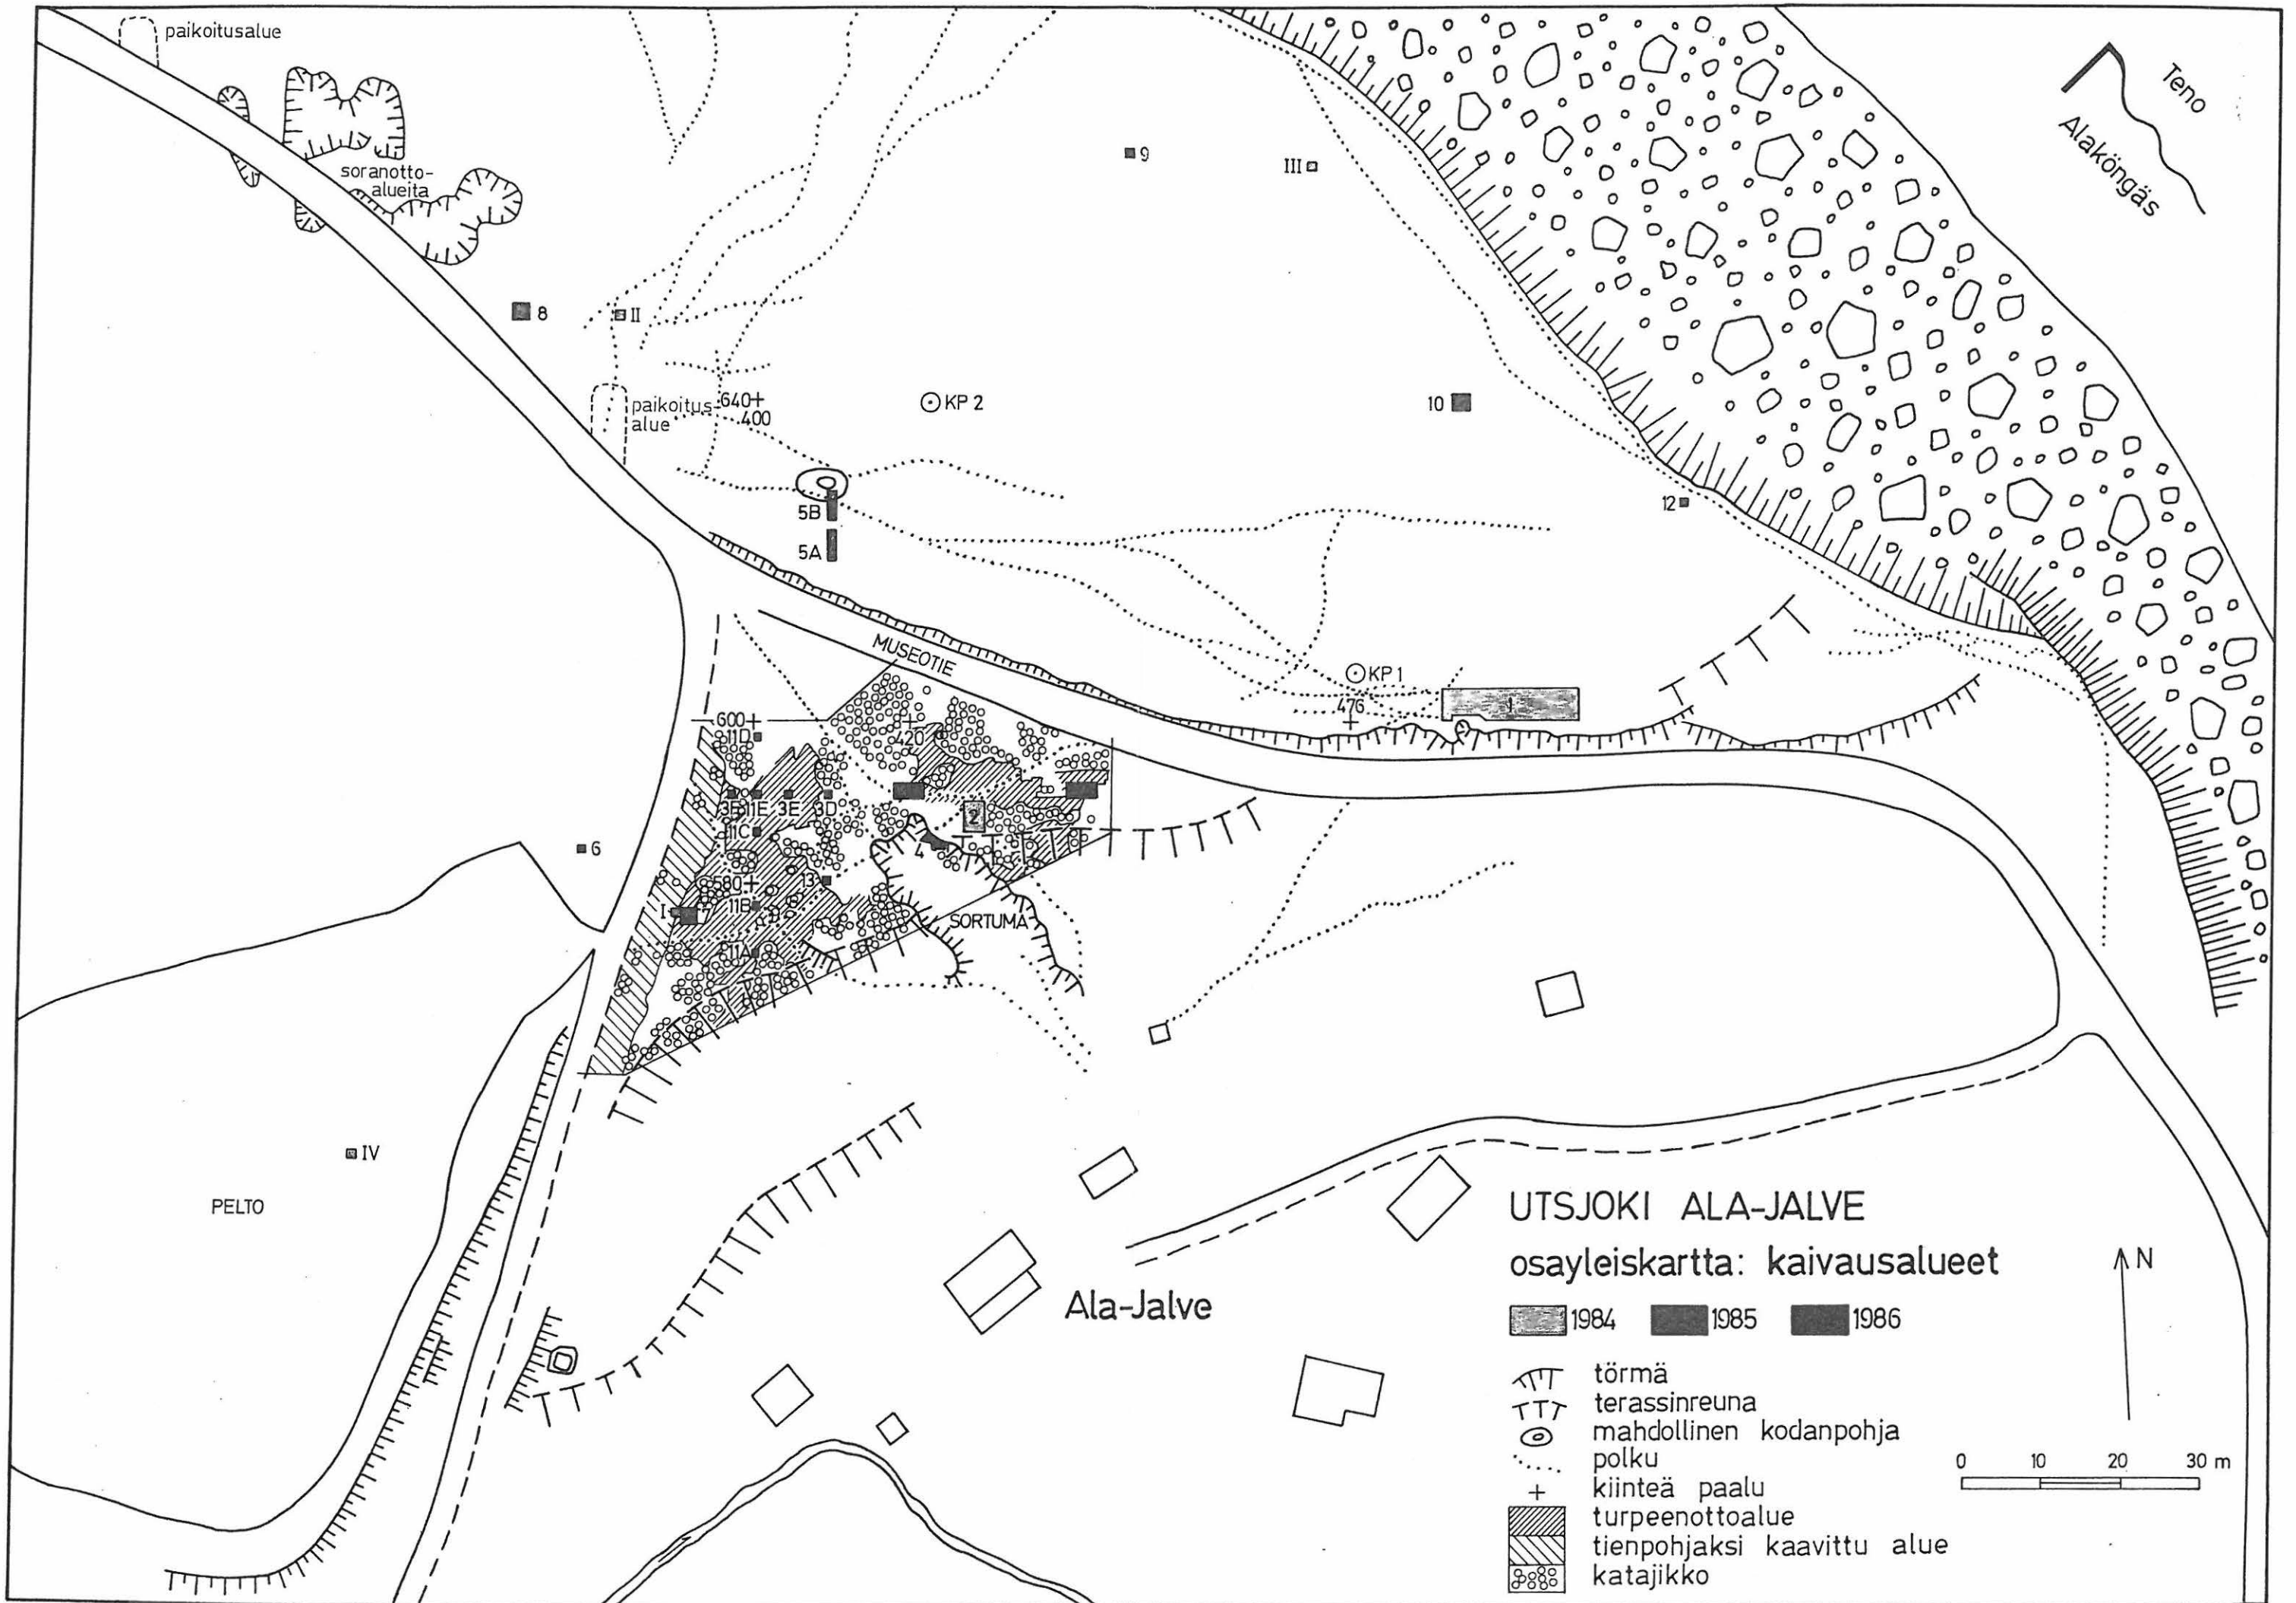 paikoitusalue
Teno
Alaköngäs
soranotto-
alueita
9
III
8
II
paikoitus-
alue
640+
400
KP 2
10
5B
5A
12
MUSEOTIE
KP 1
476
1
600+
11D
420
11E
3E
3D
2
11C
4
6
580+
13
11B
I
7
11A
SORTUMA
IV
PELTO
Ala-Jalve
UTSJOKI ALA-JALVE
osayleiskartta: kaivausalueet
1984 1985 1986
N
törmä
terassinreuna
mahdollinen kodanpohja
polku
0 10 20 30 m
kiinteä paalu
turpeenottoalue
tienpohjaksi kaavittu alue
katajikko